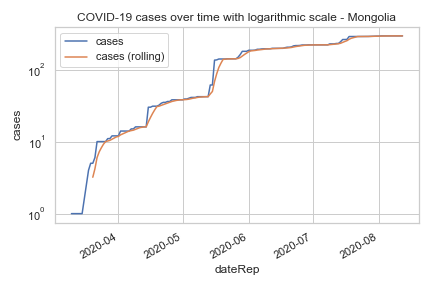 COVID-19 cases over time with logarithmic scale - Mongolia
cases
cases (rolling)
10²
10¹
10⁰
cases
2020-04
2020-05
2020-06
2020-07
2020-08
dateRep